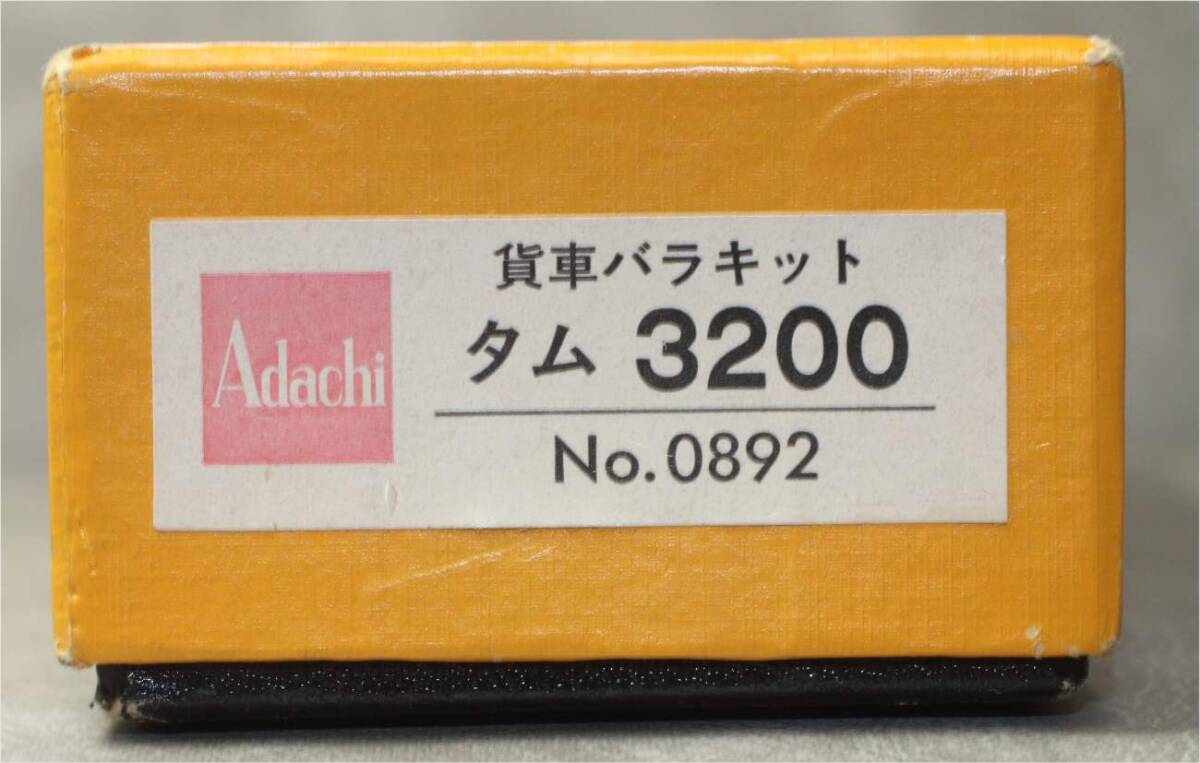 Adachi
貨車バラキット
タム 3200
No.0892